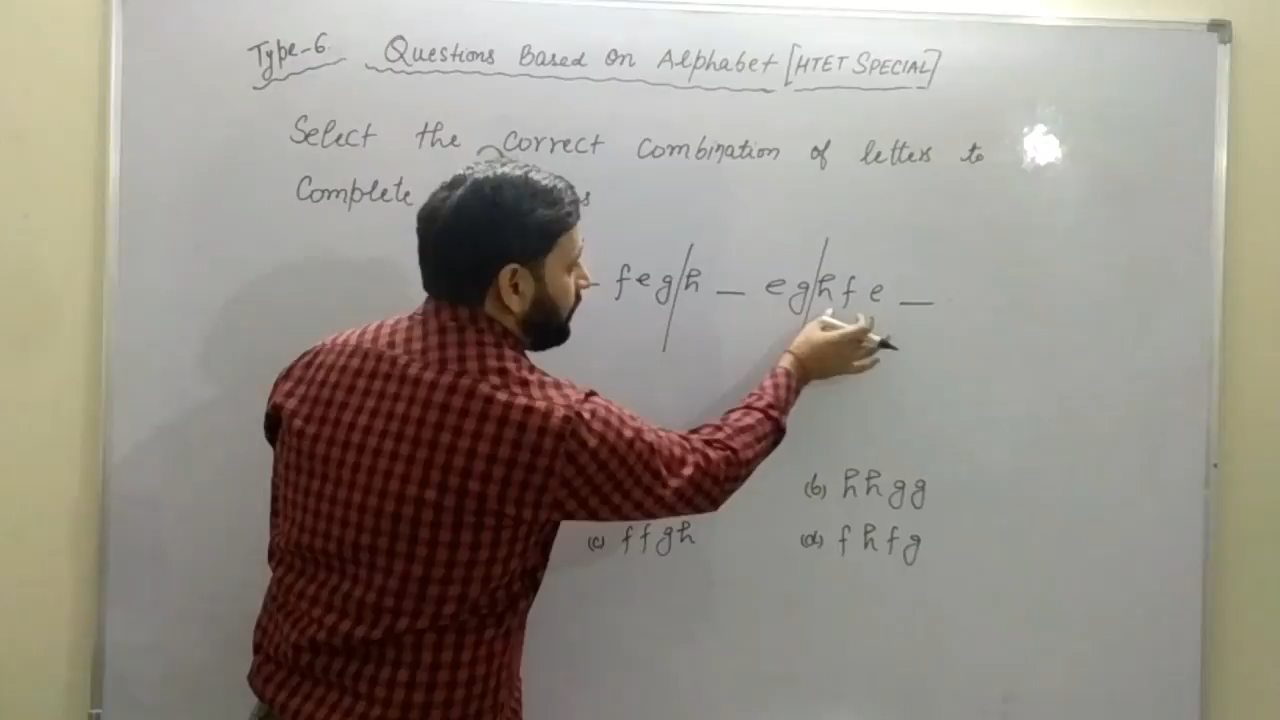 Type-6 Questions Based on Alphabet [HTET SPECIAL]
Select the correct combination of letters to
Complete s
_ f e g / h _ e g / h f e _
(b) h h g g
(c) f f g h (d) f h f g